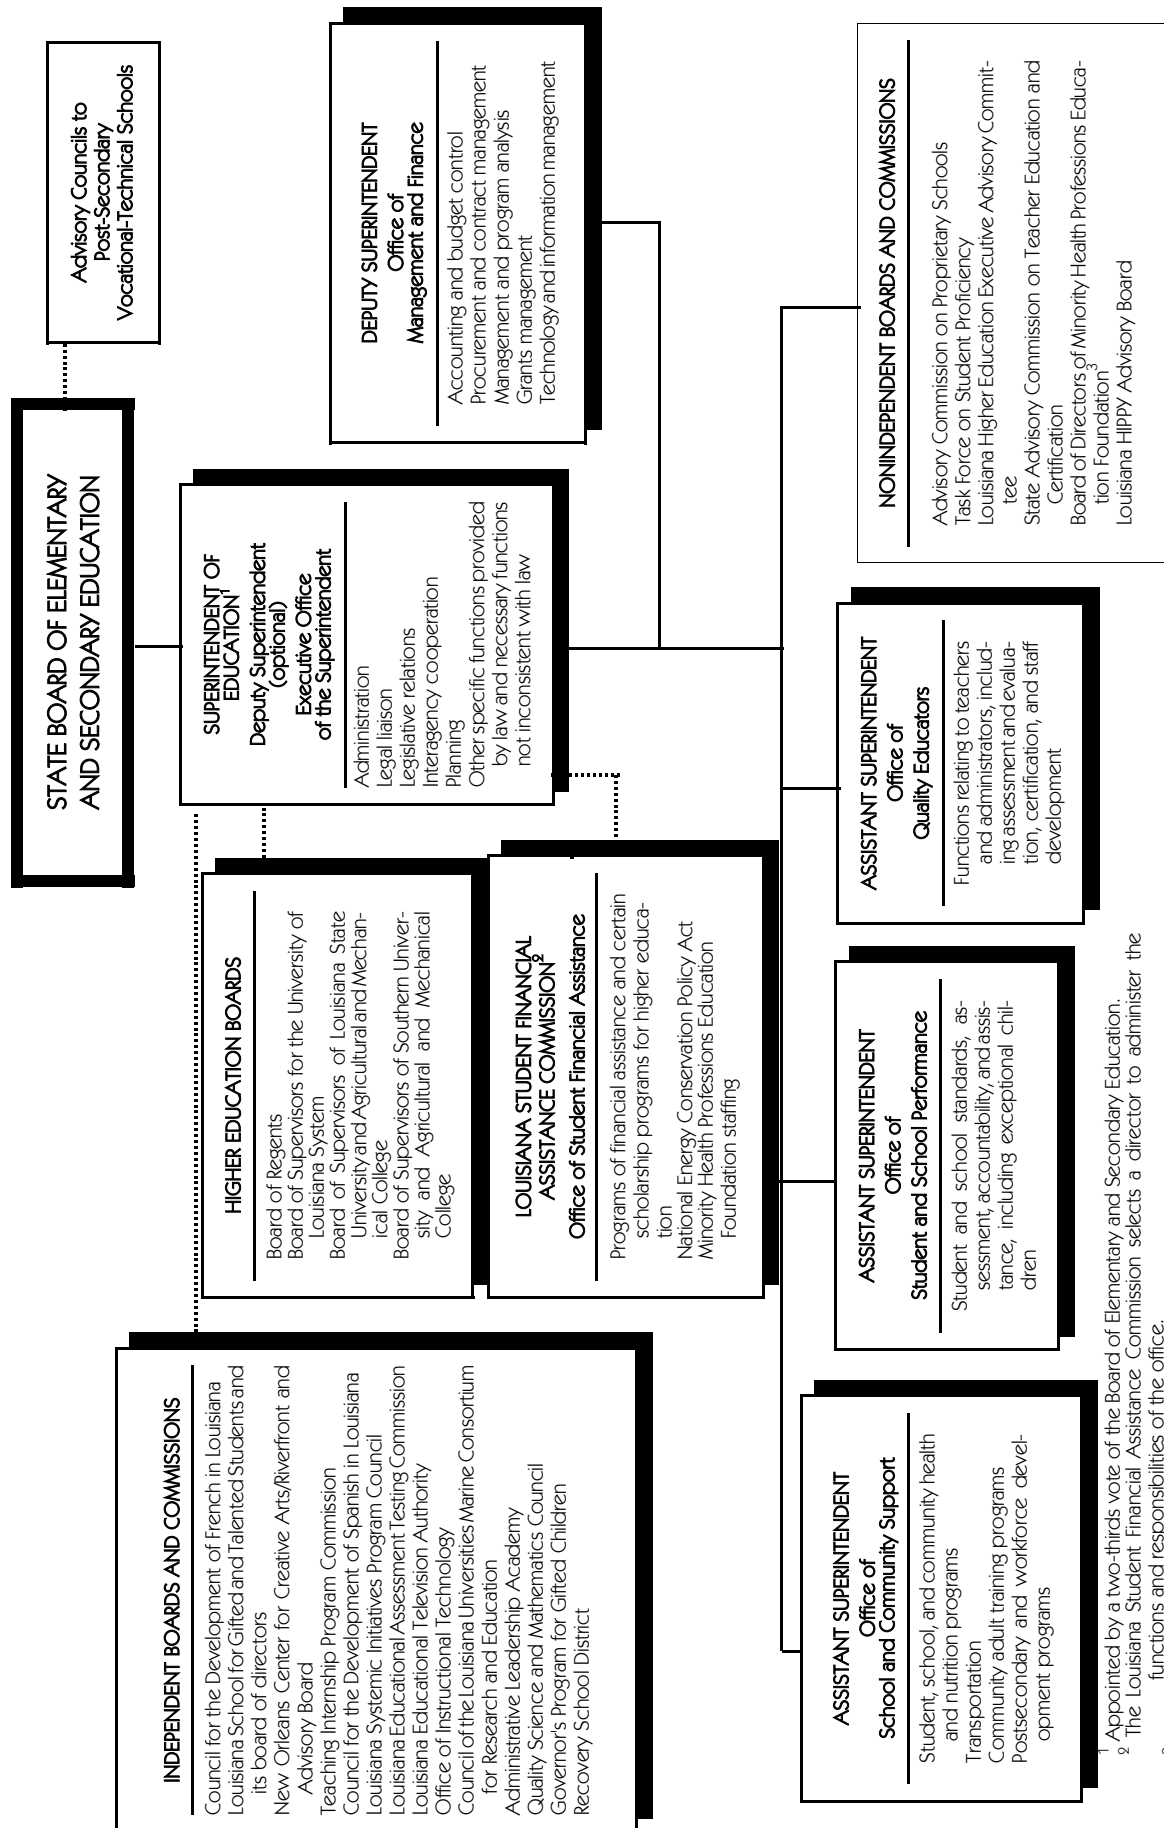 STATE BOARD OF ELEMENTARY
AND SECONDARY EDUCATION
Advisory Councils to
Post-Secondary
Vocational-Technical Schools
SUPERINTENDENT OF
EDUCATION1
Deputy Superintendent
(optional)
Executive Office
of the Superintendent
Administration
Legal liaison
Legislative relations
Interagency cooperation
Planning
Other specific functions provided
by law and necessary functions
not inconsistent with law
DEPUTY SUPERINTENDENT
Office of
Management and Finance
Accounting and budget control
Procurement and contract management
Management and program analysis
Grants management
Technology and information management
INDEPENDENT BOARDS AND COMMISSIONS
Council for the Development of French in Louisiana
Louisiana School for Gifted and Talented Students and
its board of directors
New Orleans Center for Creative Arts/Riverfront and
Advisory Board
Teaching Internship Program Commission
Council for the Development of Spanish in Louisiana
Louisiana Systemic Initiatives Program Council
Louisiana Educational Assessment Testing Commission
Louisiana Educational Television Authority
Office of Instructional Technology
Council of the Louisiana Universities Marine Consortium
for Research and Education
Administrative Leadership Academy
Quality Science and Mathematics Council
Governor's Program for Gifted Children
Recovery School District
HIGHER EDUCATION BOARDS
Board of Regents
Board of Supervisors for the University of
Louisiana System
Board of Supervisors of Louisiana State
University and Agricultural and Mechan-
ical College
Board of Supervisors of Southern Univer-
sity and Agricultural and Mechanical
College
LOUISIANA STUDENT FINANCIAL
ASSISTANCE COMMISSION2
Office of Student Financial Assistance
Programs of financial assistance and certain
scholarship programs for higher educa-
tion
National Energy Conservation Policy Act
Minority Health Professions Education
Foundation staffing
ASSISTANT SUPERINTENDENT
Office of
School and Community Support
Student, school, and community health
and nutrition programs
Transportation
Community adult training programs
Postsecondary and workforce devel-
opment programs
ASSISTANT SUPERINTENDENT
Office of
Student and School Performance
Student and school standards, as-
sessment, accountability, and assis-
tance, including exceptional chil-
dren
ASSISTANT SUPERINTENDENT
Office of
Quality Educators
Functions relating to teachers
and administrators, includ-
ing assessment and evalua-
tion, certification, and staff
development
NONINDEPENDENT BOARDS AND COMMISSIONS
Advisory Commission on Proprietary Schools
Task Force on Student Proficiency
Louisiana Higher Education Executive Advisory Commit-
tee
State Advisory Commission on Teacher Education and
Certification
Board of Directors of Minority Health Professions Educa-
tion Foundation3
Louisiana HIPPY Advisory Board
1 Appointed by a two-thirds vote of the Board of Elementary and Secondary Education.
2 The Louisiana Student Financial Assistance Commission selects a director to administer the
functions and responsibilities of the office.